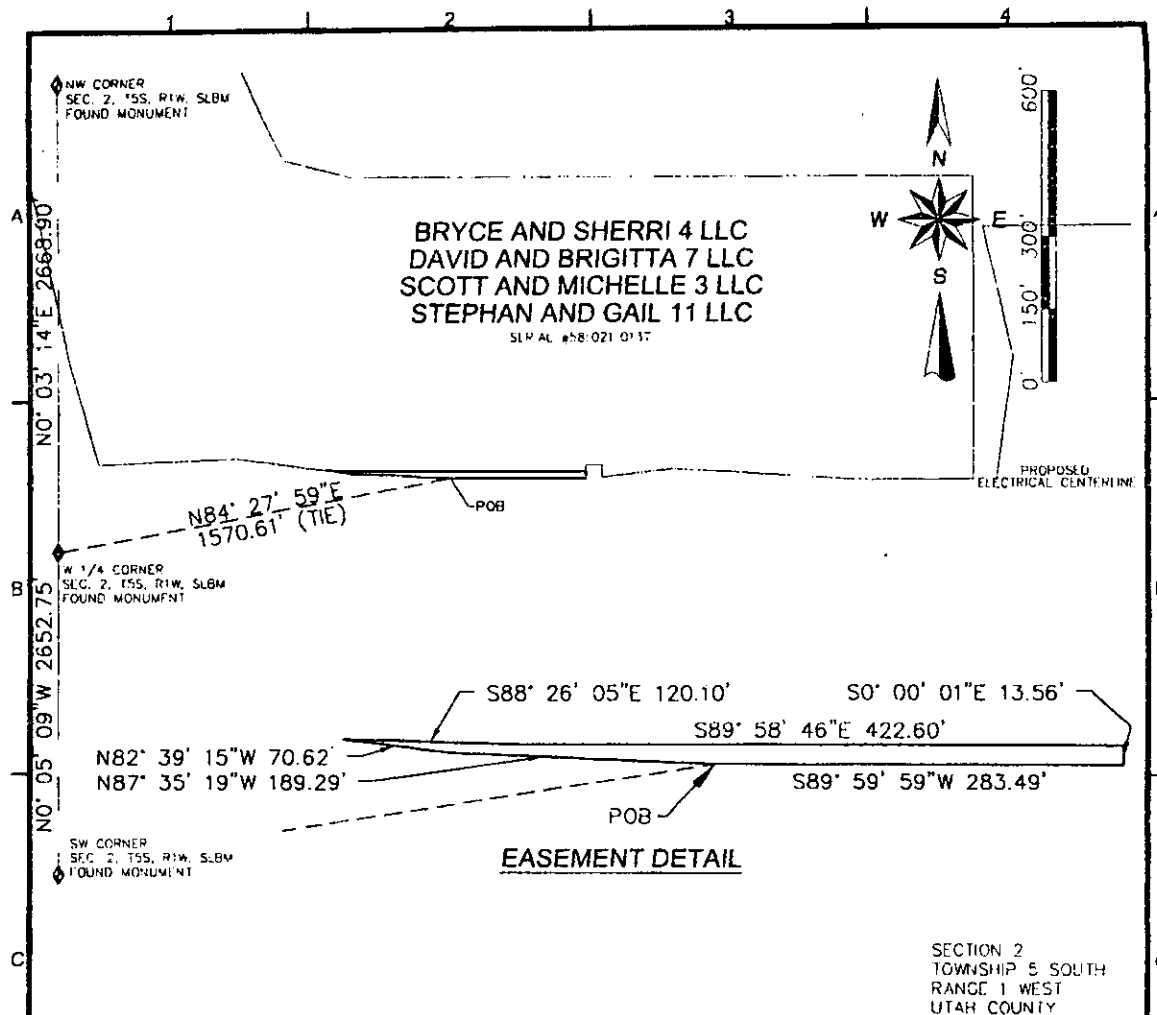 1 2 3 4
NW CORNER
SEC. 2, T5S, R1W, SLBM
FOUND MONUMENT
N0° 03' 14"E 2668.90'
A
BRYCE AND SHERRI 4 LLC
DAVID AND BRIGITTA 7 LLC
SCOTT AND MICHELLE 3 LLC
STEPHAN AND GAIL 11 LLC
N
W E
S
600'
300'
150'
0'
PROPOSED
ELECTRICAL CENTERLINE
POB
N84° 27' 59"E
1570.61' (TIE)
B
W 1/4 CORNER
SEC. 2, T5S, R1W, SLBM
FOUND MONUMENT
N0° 05' 09"W 2652.75'
S88° 26' 05"E 120.10'
S0° 00' 01"E 13.56'
S89° 58' 46"E 422.60'
N82° 39' 15"W 70.62'
N87° 35' 19"W 189.29'
S89° 59' 59"W 283.49'
POB
SW CORNER
SEC. 2, T5S, R1W, SLBM
FOUND MONUMENT
EASEMENT DETAIL
C
SECTION 2
TOWNSHIP 5 SOUTH
RANGE 1 WEST
UTAH COUNTY